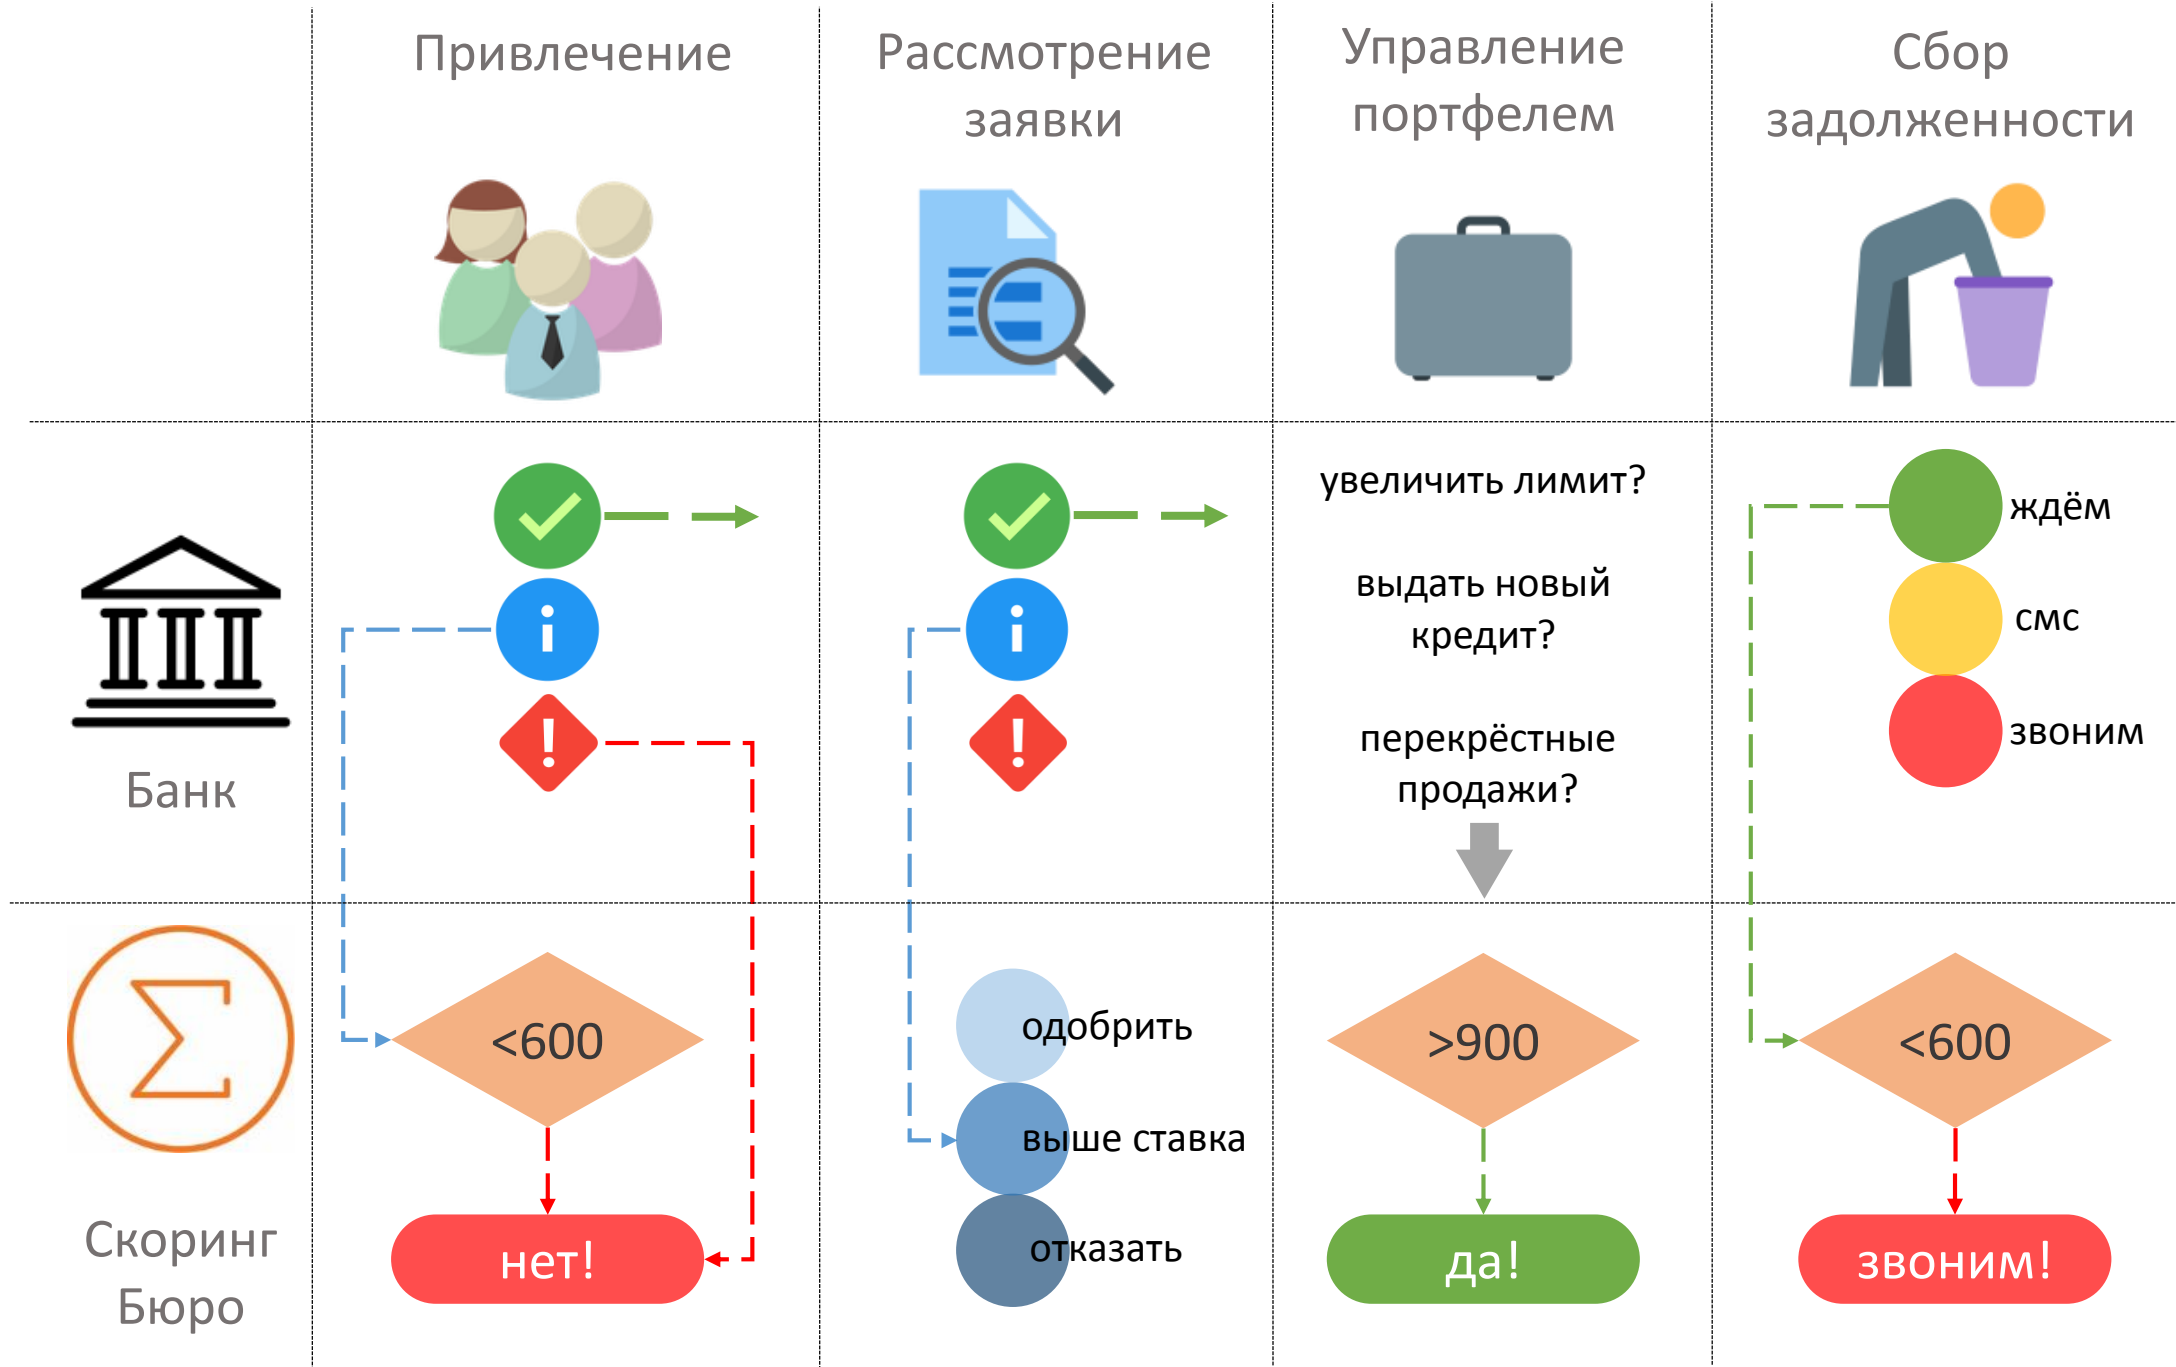 Привлечение
Рассмотрение
заявки
Управление
портфелем
Сбор
задолженности
Банк
увеличить лимит?
выдать новый
кредит?
перекрёстные
продажи?
ждём
смс
звоним
Скоринг
Бюро
<600
нет!
одобрить
выше ставка
отказать
>900
да!
<600
звоним!